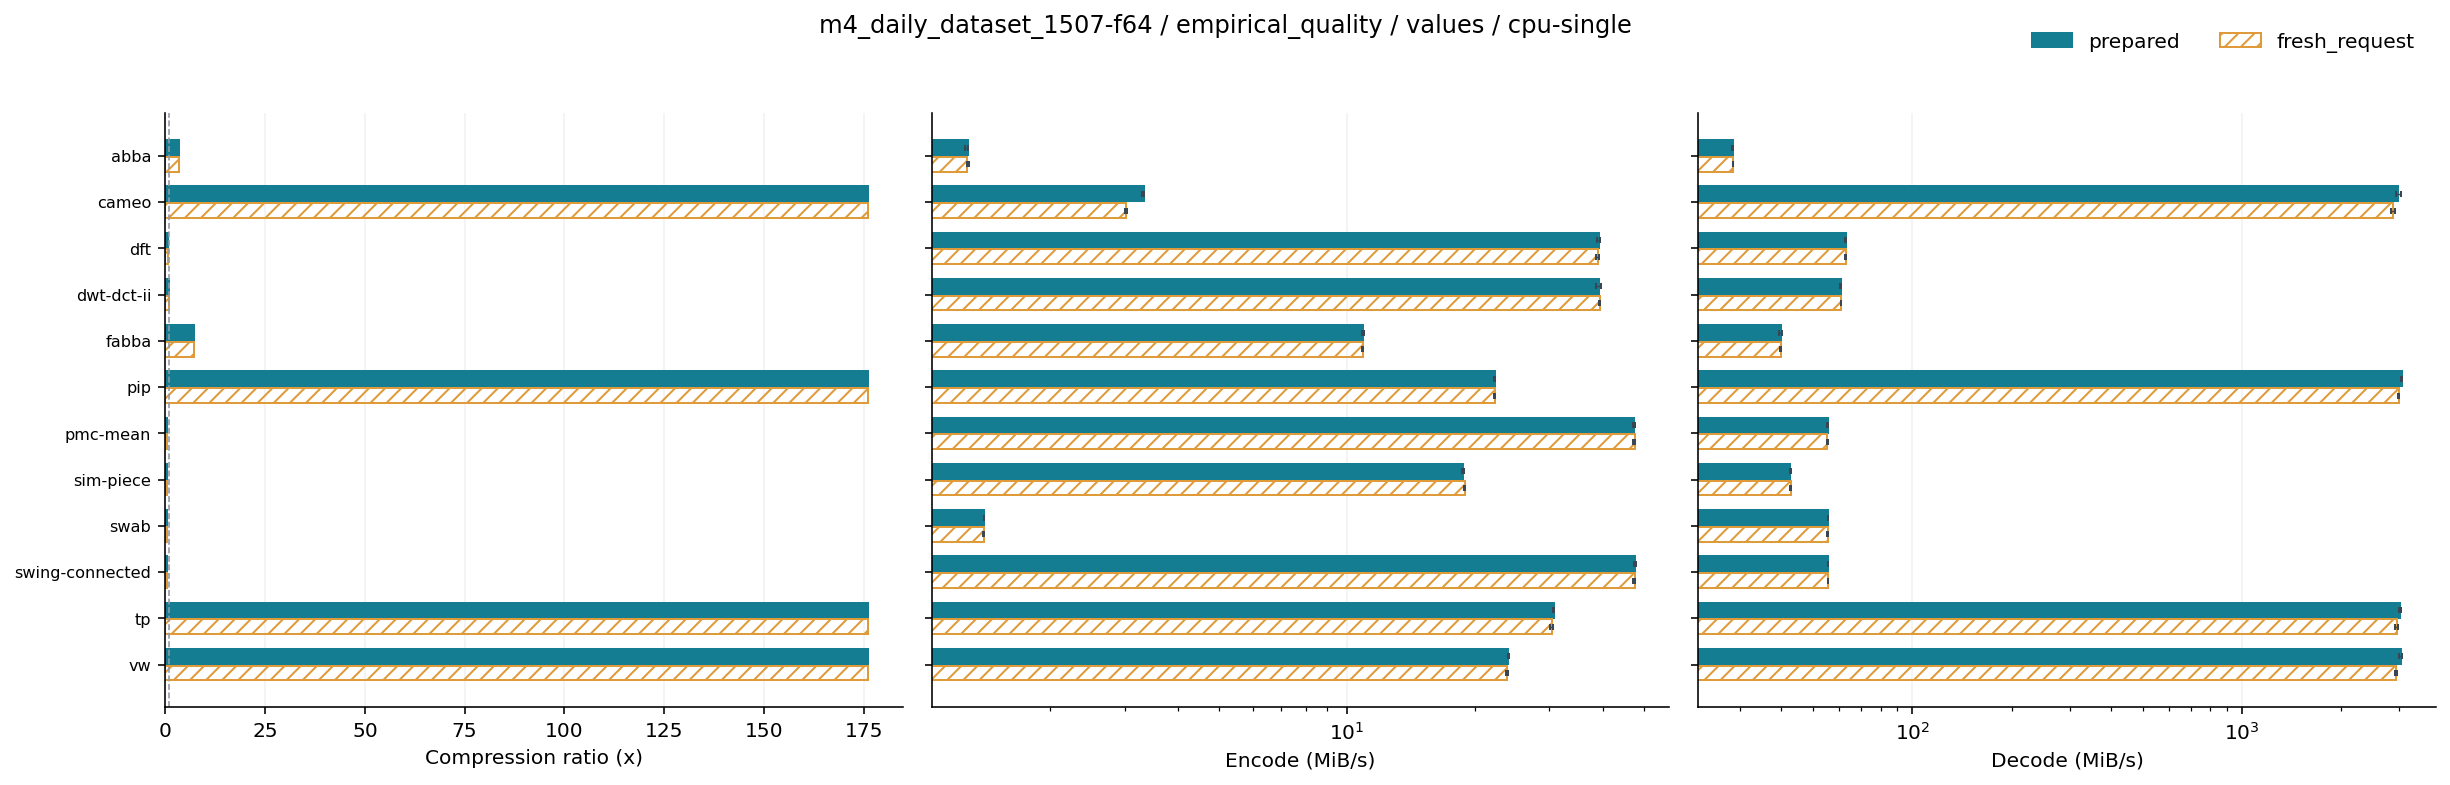 m4_daily_dataset_1507-f64 / empirical_quality / values / cpu-single
prepared
fresh_request
abba
cameo
dft
dwt-dct-ii
fabba
pip
pmc-mean
sim-piece
swab
swing-connected
tp
vw
0 25 50 75 100 125 150 175
Compression ratio (x)
10¹
Encode (MiB/s)
10² 10³
Decode (MiB/s)